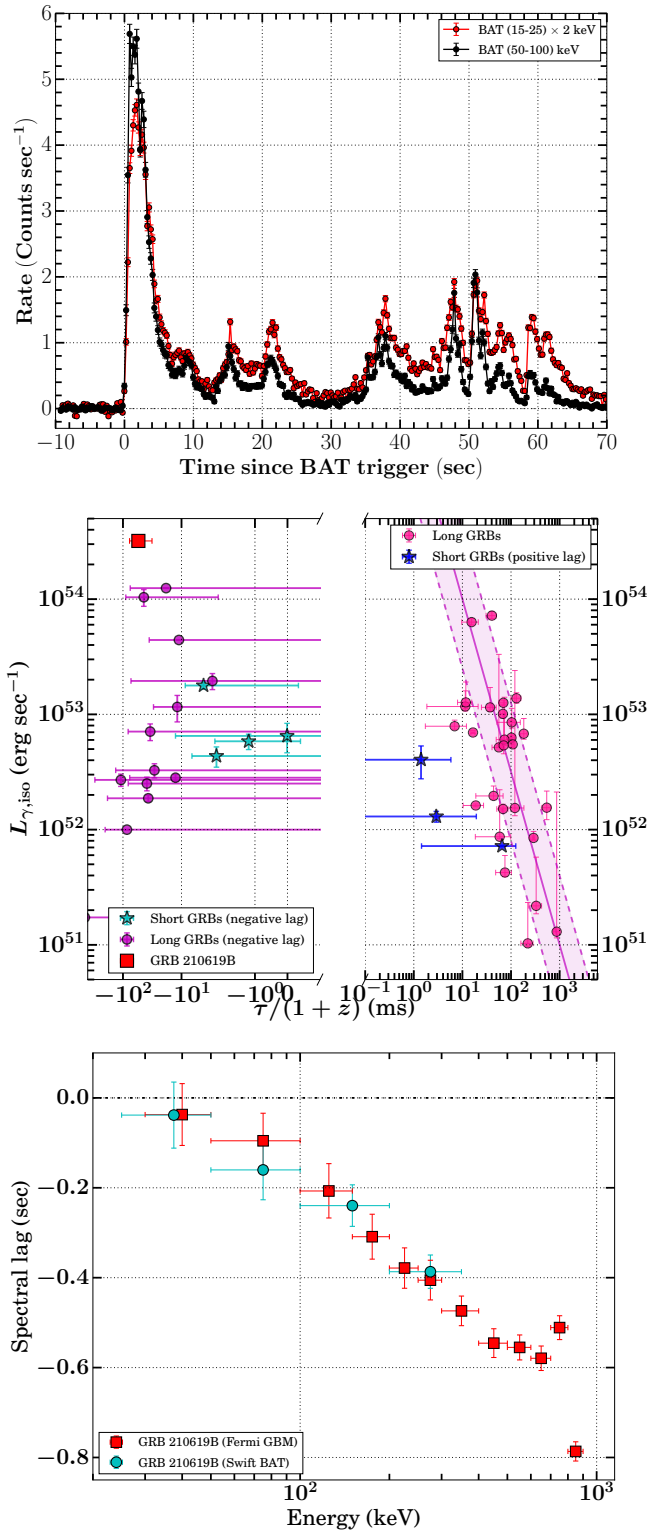 BAT (15-25) × 2 keV
BAT (50-100) keV
6
5
4
3
2
1
0
Rate (Counts sec⁻¹)
−10 0 10 20 30 40 50 60 70
Time since BAT trigger (sec)
Long GRBs
Short GRBs (positive lag)
10⁵⁴ 10⁵⁴
10⁵³ 10⁵³
10⁵² 10⁵²
10⁵¹ 10⁵¹
L_γ,iso (erg sec⁻¹)
Short GRBs (negative lag)
Long GRBs (negative lag)
GRB 210619B
−10² −10¹ −10⁰ 10⁻¹ 10⁰ 10¹ 10² 10³
τ/(1 + z) (ms)
0.0
−0.2
−0.4
−0.6
−0.8
Spectral lag (sec)
GRB 210619B (Fermi GBM)
GRB 210619B (Swift BAT)
10² 10³
Energy (keV)